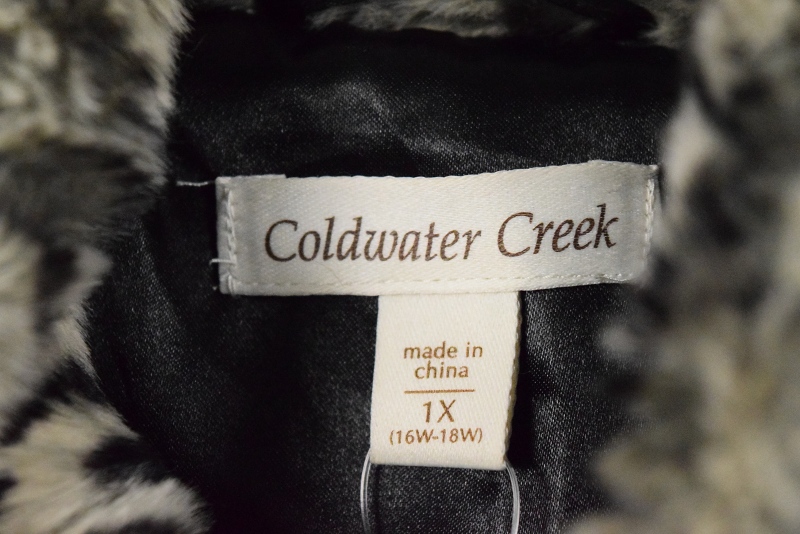 Coldwater Creek
made in
china
1X
(16W-18W)